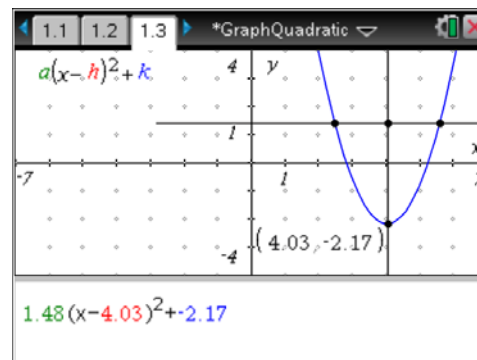 1.1 1.2 1.3 *GraphQuadratic
a(x-h)²+k
4 y
1
x
-7
1
(4.03,-2.17)
-4
1.48(x-4.03)²+-2.17